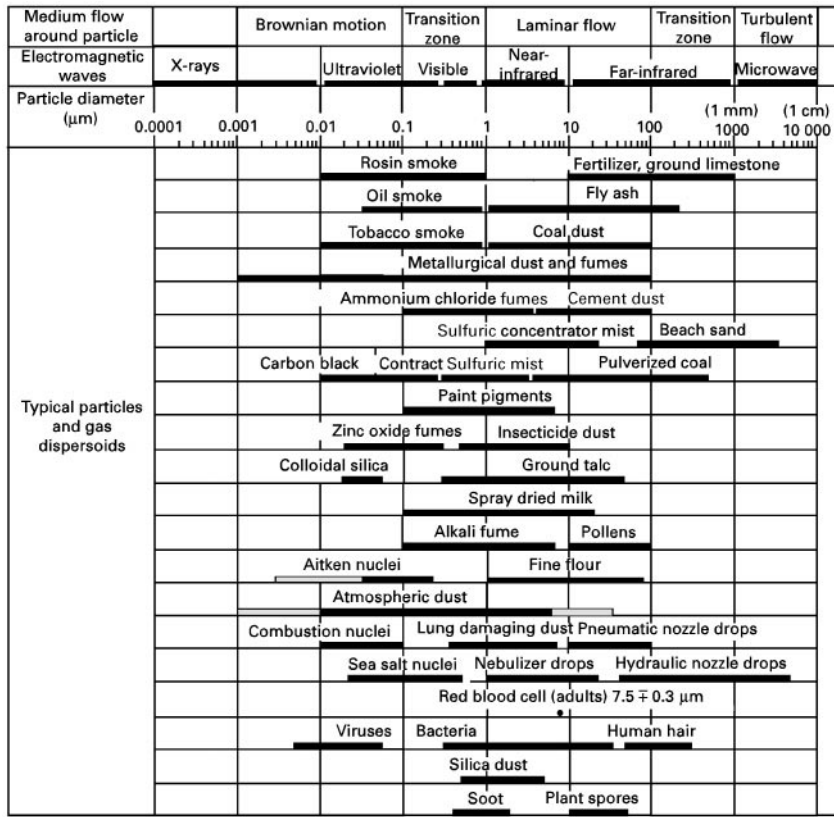 Medium flow around particle Brownian motion Transition zone Laminar flow Transition zone Turbulent flow
Electromagnetic waves X-rays Ultraviolet Visible Near-infrared Far-infrared Microwave
Particle diameter (μm) (1 mm) (1 cm)
0.0001 0.001 0.01 0.1 1 10 100 1000 10 000
Typical particles and gas dispersoids
Rosin smoke Fertilizer, ground limestone
Oil smoke Fly ash
Tobacco smoke Coal dust
Metallurgical dust and fumes
Ammonium chloride fumes Cement dust
Sulfuric concentrator mist Beach sand
Carbon black Contract Sulfuric mist Pulverized coal
Paint pigments
Zinc oxide fumes Insecticide dust
Colloidal silica Ground talc
Spray dried milk
Alkali fume Pollens
Aitken nuclei Fine flour
Atmospheric dust
Combustion nuclei Lung damaging dust Pneumatic nozzle drops
Sea salt nuclei Nebulizer drops Hydraulic nozzle drops
Red blood cell (adults) 7.5 ∓ 0.3 μm
Viruses Bacteria Human hair
Silica dust
Soot Plant spores